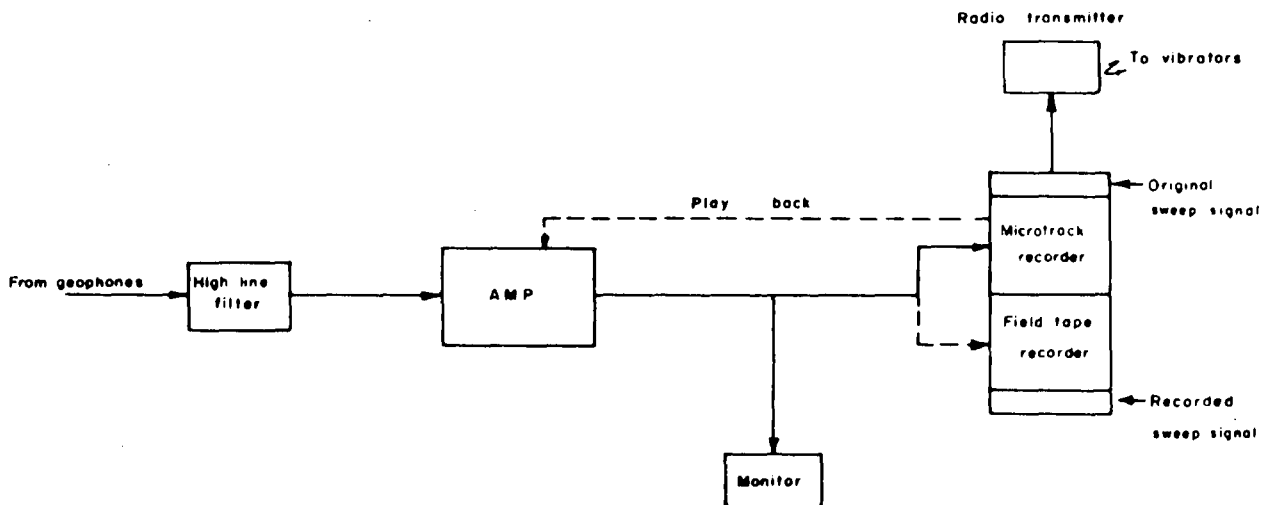 Radio transmitter
To vibrators
Original
sweep signal
Play back
Microtrack
recorder
From geophones
High line
filter
AMP
Field tape
recorder
Recorded
sweep signal
Monitor